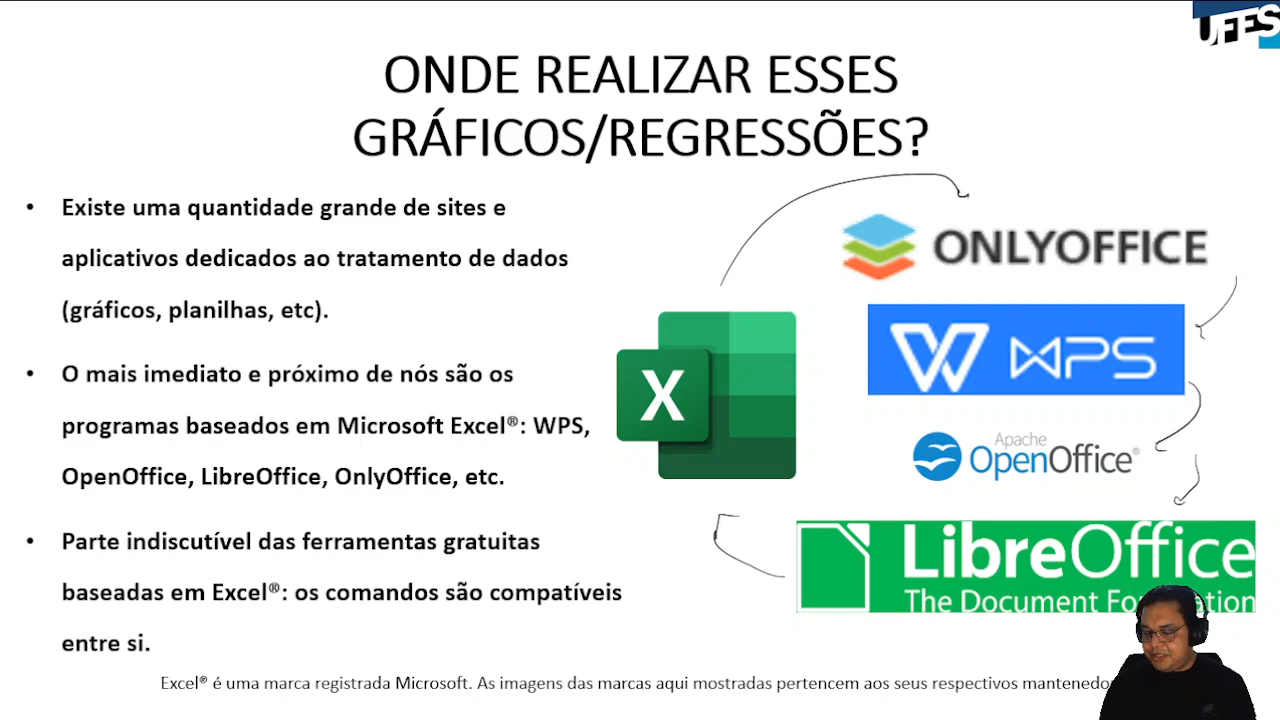 UFES
ONDE REALIZAR ESSES
GRÁFICOS/REGRESSÕES?
• Existe uma quantidade grande de sites e
aplicativos dedicados ao tratamento de dados
(gráficos, planilhas, etc).
• O mais imediato e próximo de nós são os
programas baseados em Microsoft Excel®: WPS,
OpenOffice, LibreOffice, OnlyOffice, etc.
• Parte indiscutível das ferramentas gratuitas
baseadas em Excel®: os comandos são compatíveis
entre si.
X
ONLYOFFICE
W WPS
Apache
OpenOffice®
LibreOffice
The Document
Excel® é uma marca registrada Microsoft. As imagens das marcas aqui mostradas pertencem aos seus respectivos